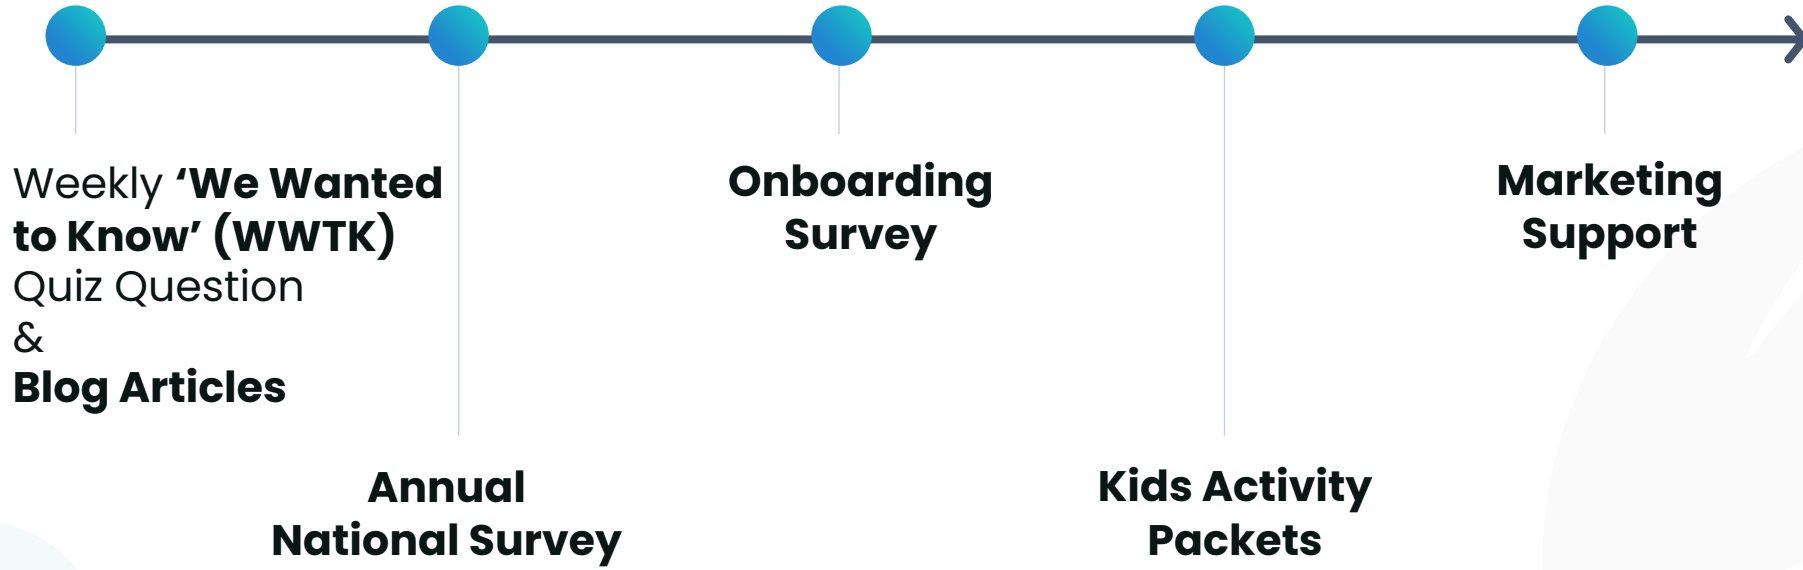 Weekly ‘We Wanted
to Know’ (WWTK)
Quiz Question
&
Blog Articles
Annual
National Survey
Onboarding
Survey
Kids Activity
Packets
Marketing
Support